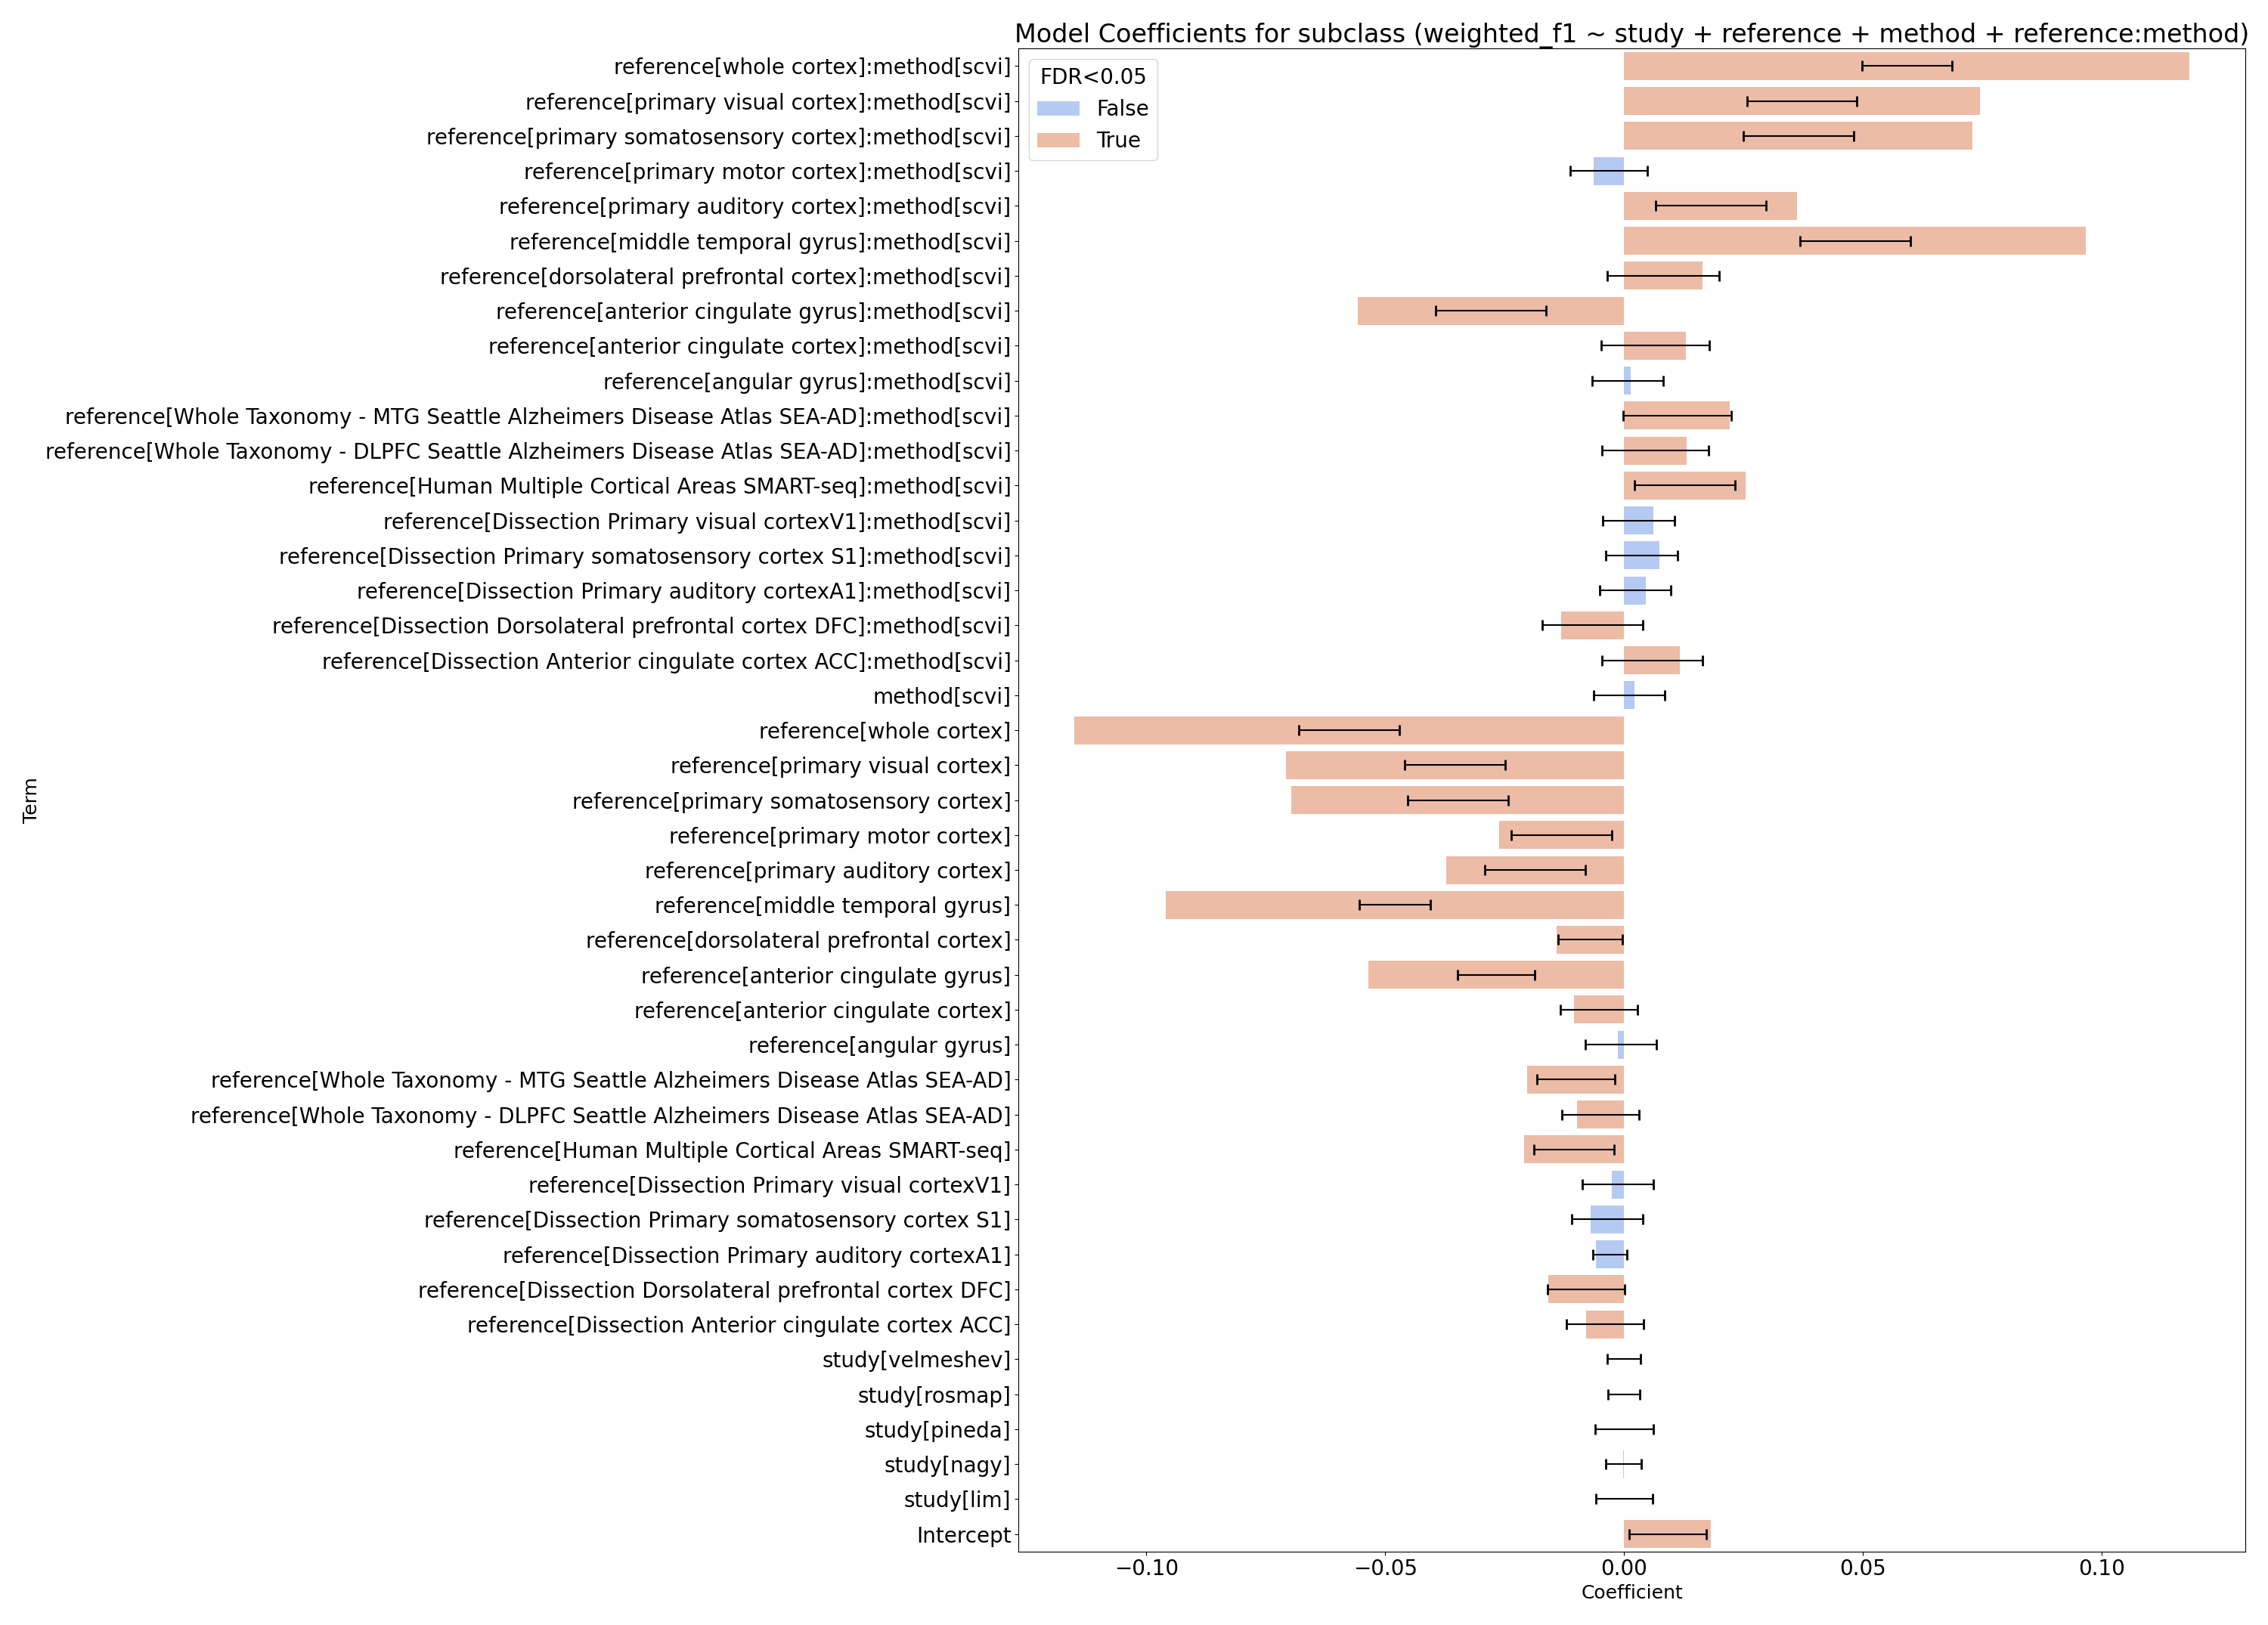 Model Coefficients for subclass (weighted_f1 ~ study + reference + method + reference:method)
FDR<0.05
False
True
reference[whole cortex]:method[scvi]
reference[primary visual cortex]:method[scvi]
reference[primary somatosensory cortex]:method[scvi]
reference[primary motor cortex]:method[scvi]
reference[primary auditory cortex]:method[scvi]
reference[middle temporal gyrus]:method[scvi]
reference[dorsolateral prefrontal cortex]:method[scvi]
reference[anterior cingulate gyrus]:method[scvi]
reference[anterior cingulate cortex]:method[scvi]
reference[angular gyrus]:method[scvi]
reference[Whole Taxonomy - MTG Seattle Alzheimers Disease Atlas SEA-AD]:method[scvi]
reference[Whole Taxonomy - DLPFC Seattle Alzheimers Disease Atlas SEA-AD]:method[scvi]
reference[Human Multiple Cortical Areas SMART-seq]:method[scvi]
reference[Dissection Primary visual cortexV1]:method[scvi]
reference[Dissection Primary somatosensory cortex S1]:method[scvi]
reference[Dissection Primary auditory cortexA1]:method[scvi]
reference[Dissection Dorsolateral prefrontal cortex DFC]:method[scvi]
reference[Dissection Anterior cingulate cortex ACC]:method[scvi]
method[scvi]
reference[whole cortex]
reference[primary visual cortex]
reference[primary somatosensory cortex]
reference[primary motor cortex]
reference[primary auditory cortex]
reference[middle temporal gyrus]
reference[dorsolateral prefrontal cortex]
reference[anterior cingulate gyrus]
reference[anterior cingulate cortex]
reference[angular gyrus]
reference[Whole Taxonomy - MTG Seattle Alzheimers Disease Atlas SEA-AD]
reference[Whole Taxonomy - DLPFC Seattle Alzheimers Disease Atlas SEA-AD]
reference[Human Multiple Cortical Areas SMART-seq]
reference[Dissection Primary visual cortexV1]
reference[Dissection Primary somatosensory cortex S1]
reference[Dissection Primary auditory cortexA1]
reference[Dissection Dorsolateral prefrontal cortex DFC]
reference[Dissection Anterior cingulate cortex ACC]
study[velmeshev]
study[rosmap]
study[pineda]
study[nagy]
study[lim]
Intercept
Term
−0.10 −0.05 0.00 0.05 0.10
Coefficient